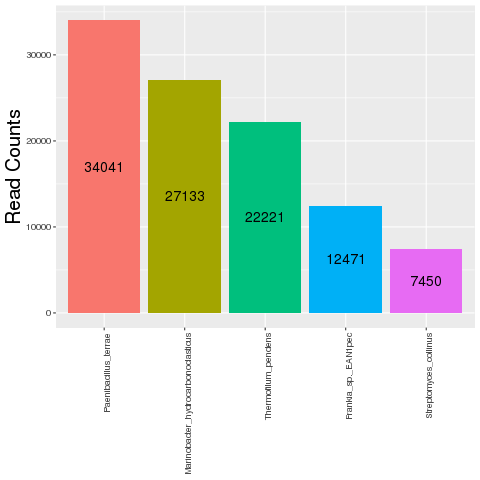 Read Counts
30000
20000
10000
0
34041
27133
22221
12471
7450
Paenibacillus_terrae
Marinobacter_hydrocarbonoclasticus
Thermofilum_pendens
Frankia_sp._EAN1pec
Streptomyces_collinus